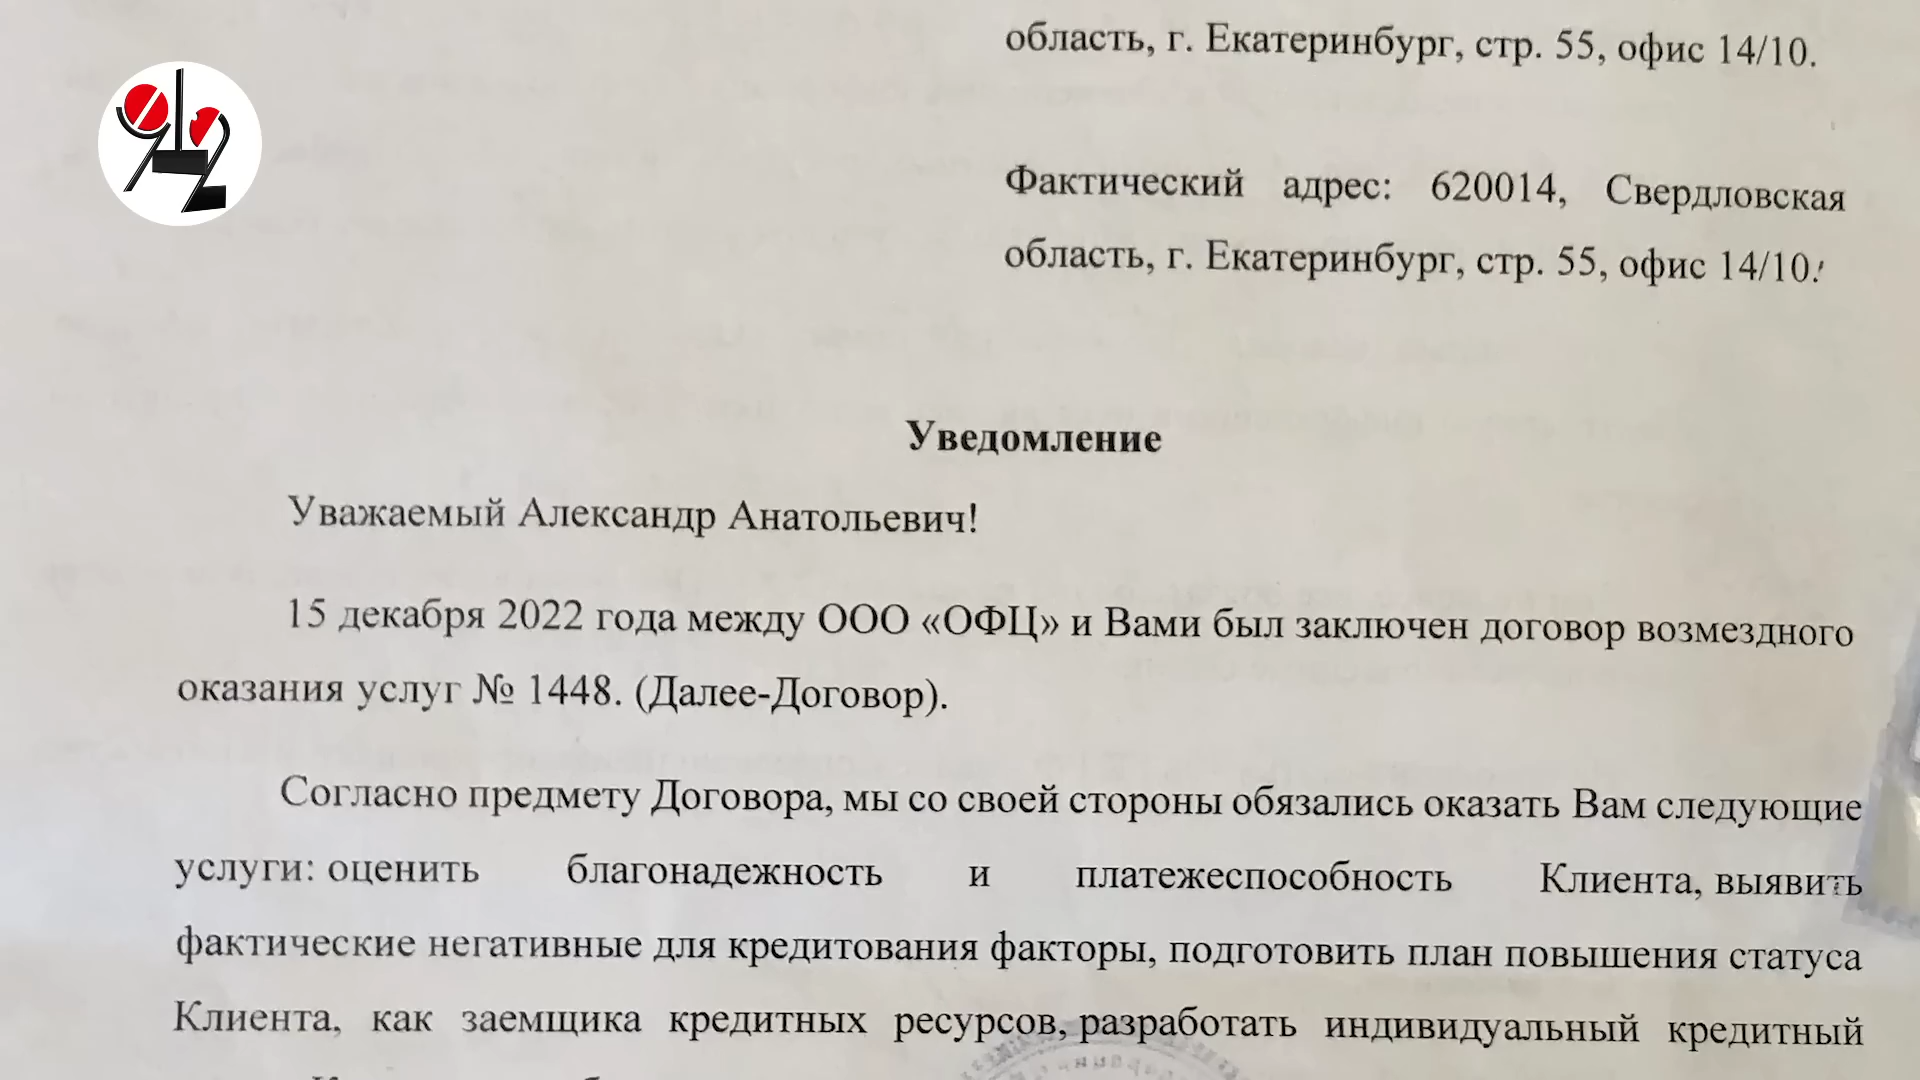 область, г. Екатеринбург, стр. 55, офис 14/10.
Фактический адрес: 620014, Свердловская
область, г. Екатеринбург, стр. 55, офис 14/10.
Уведомление
Уважаемый Александр Анатольевич!
15 декабря 2022 года между ООО «ОФЦ» и Вами был заключен договор возмездного
оказания услуг № 1448. (Далее-Договор).
Согласно предмету Договора, мы со своей стороны обязались оказать Вам следующие
услуги: оценить благонадежность и платежеспособность Клиента, выявить
фактические негативные для кредитования факторы, подготовить план повышения статуса
Клиента, как заемщика кредитных ресурсов, разработать индивидуальный кредитный